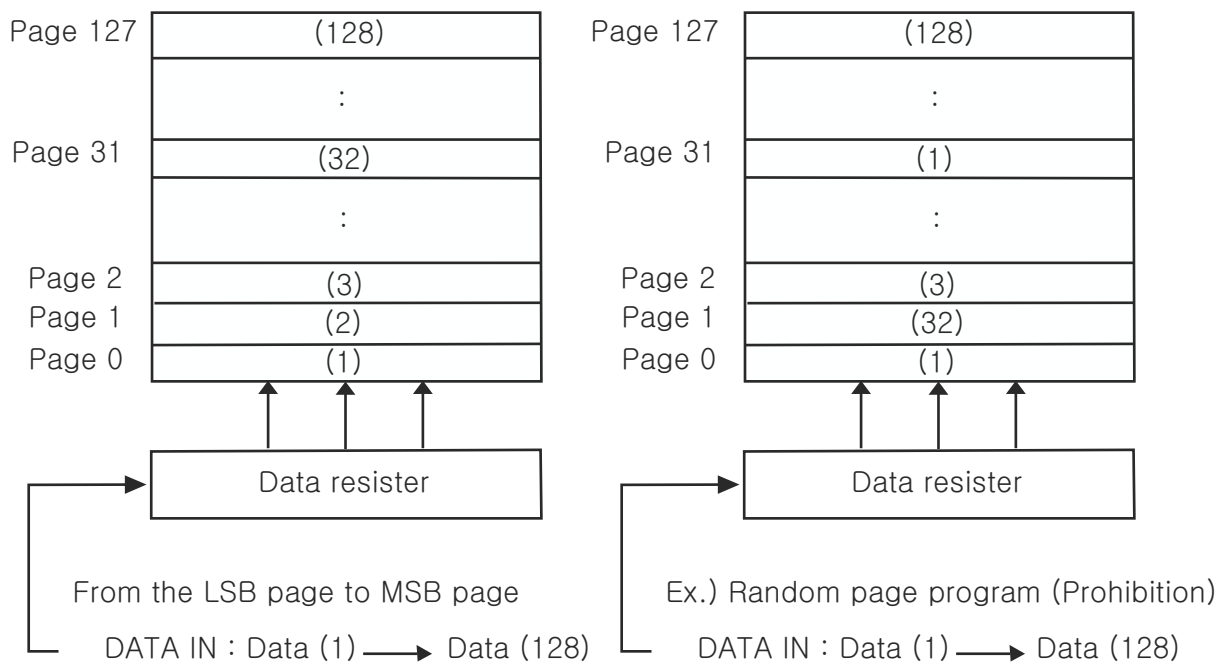 Page 127 (128)
:
Page 31 (32)
:
Page 2 (3)
Page 1 (2)
Page 0 (1)
Data resister
From the LSB page to MSB page
DATA IN : Data (1) Data (128)
Page 127 (128)
:
Page 31 (1)
:
Page 2 (3)
Page 1 (32)
Page 0 (1)
Data resister
Ex.) Random page program (Prohibition)
DATA IN : Data (1) Data (128)